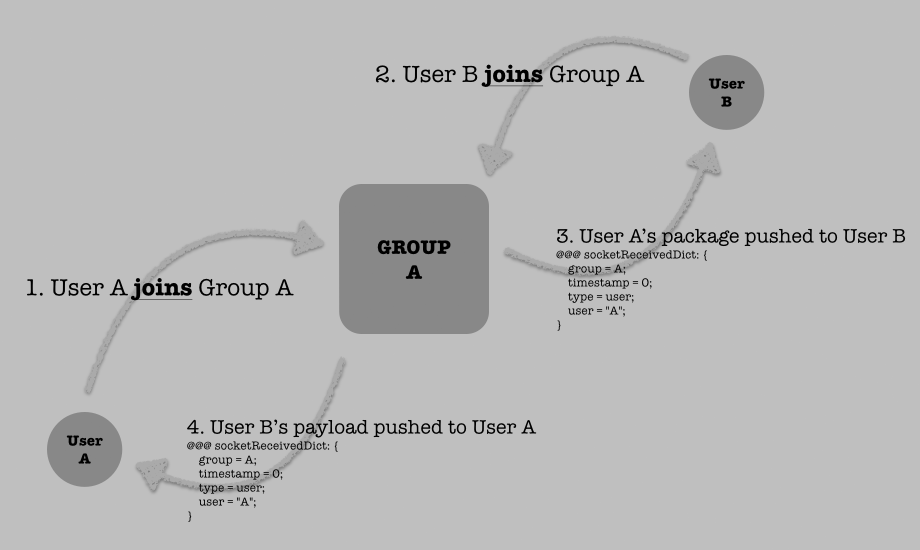 2. User B joins Group A
User
B
GROUP
A
3. User A's package pushed to User B
@@@ socketReceivedDict: {
group = A;
timestamp = 0;
type = user;
user = "A";
}
1. User A joins Group A
User
A
4. User B's payload pushed to User A
@@@ socketReceivedDict: {
group = A;
timestamp = 0;
type = user;
user = "A";
}